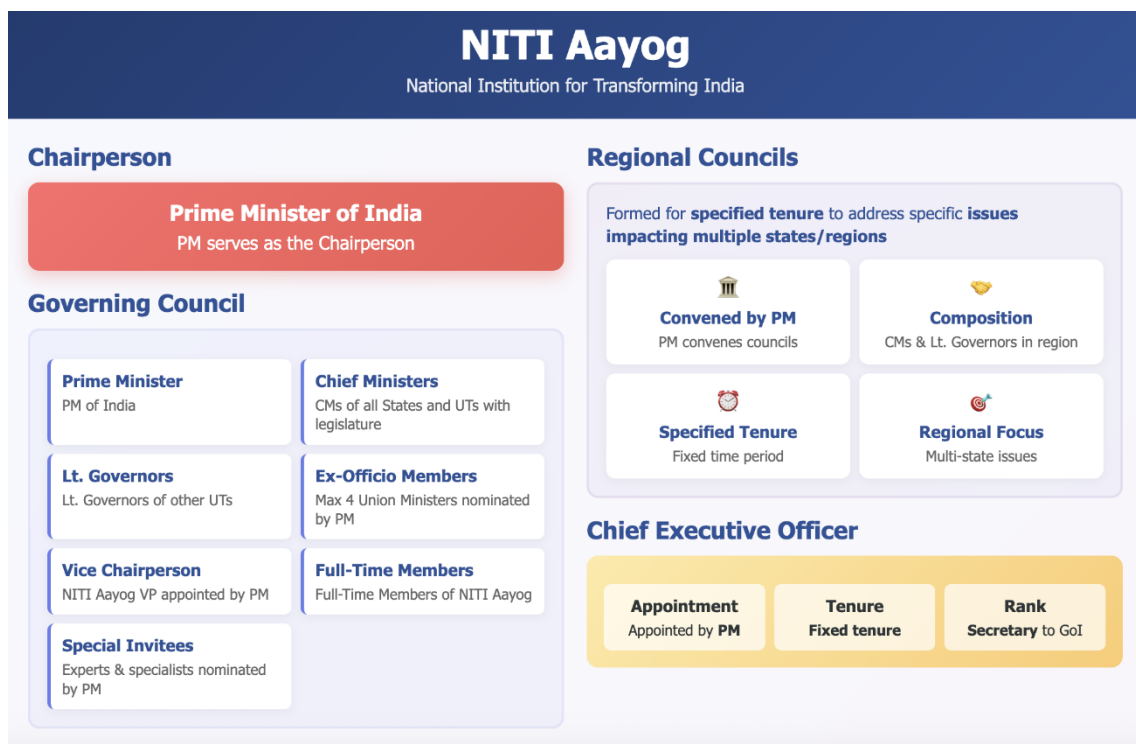 NITI Aayog
National Institution for Transforming India
Chairperson
Prime Minister of India
PM serves as the Chairperson
Governing Council
Prime Minister
PM of India
Chief Ministers
CMs of all States and UTs with
legislature
Lt. Governors
Lt. Governors of other UTs
Ex-Officio Members
Max 4 Union Ministers nominated
by PM
Vice Chairperson
NITI Aayog VP appointed by PM
Full-Time Members
Full-Time Members of NITI Aayog
Special Invitees
Experts & specialists nominated
by PM
Regional Councils
Formed for specified tenure to address specific issues
impacting multiple states/regions
Convened by PM
PM convenes councils
Composition
CMs & Lt. Governors in region
Specified Tenure
Fixed time period
Regional Focus
Multi-state issues
Chief Executive Officer
Appointment
Appointed by PM
Tenure
Fixed tenure
Rank
Secretary to GoI